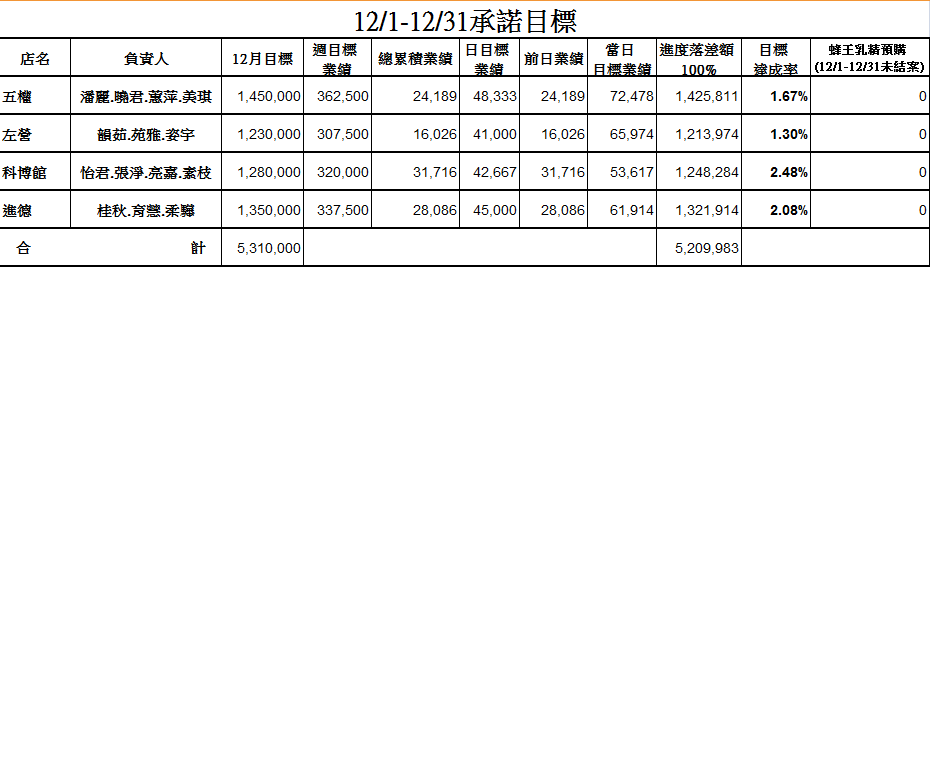 12/1-12/31承諾目標
店名 負責人 12月目標 週目標業績 總累積業績 日目標業績 前日業績 當日目標業績 進度落差額100% 目標達成率 蜂王乳精預購(12/1-12/31未結案)
五權 潘麗.曉君.蕙萍.美琪 1,450,000 362,500 24,189 48,333 24,189 72,478 1,425,811 1.67% 0
左營 韻茹.苑雅.姿宇 1,230,000 307,500 16,026 41,000 16,026 65,974 1,213,974 1.30% 0
科博館 怡君.張淨.亮嘉.素枝 1,280,000 320,000 31,716 42,667 31,716 53,617 1,248,284 2.48% 0
進德 桂秋.育慧.柔驊 1,350,000 337,500 28,086 45,000 28,086 61,914 1,321,914 2.08% 0
合計 5,310,000 5,209,983